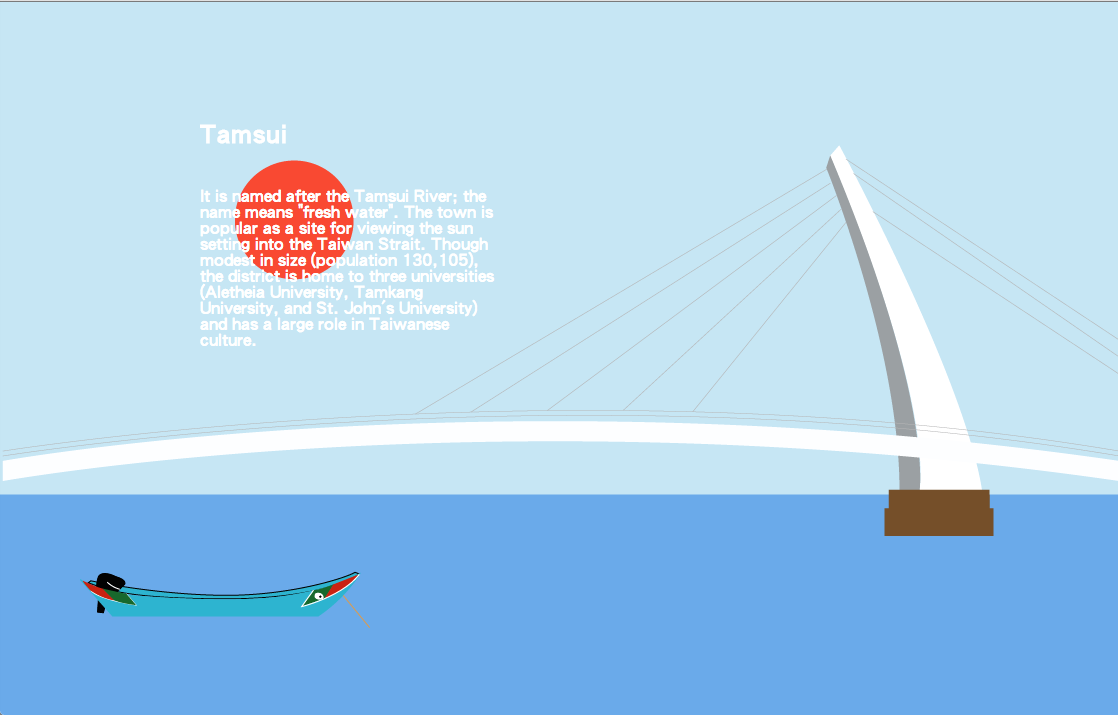 Tamsui
It is named after the Tamsui River; the
name means "fresh water". The town is
popular as a site for viewing the sun
setting into the Taiwan Strait. Though
modest in size (population 130,105),
the district is home to three universities
(Aletheia University, Tamkang
University, and St. John's University)
and has a large role in Taiwanese
culture.